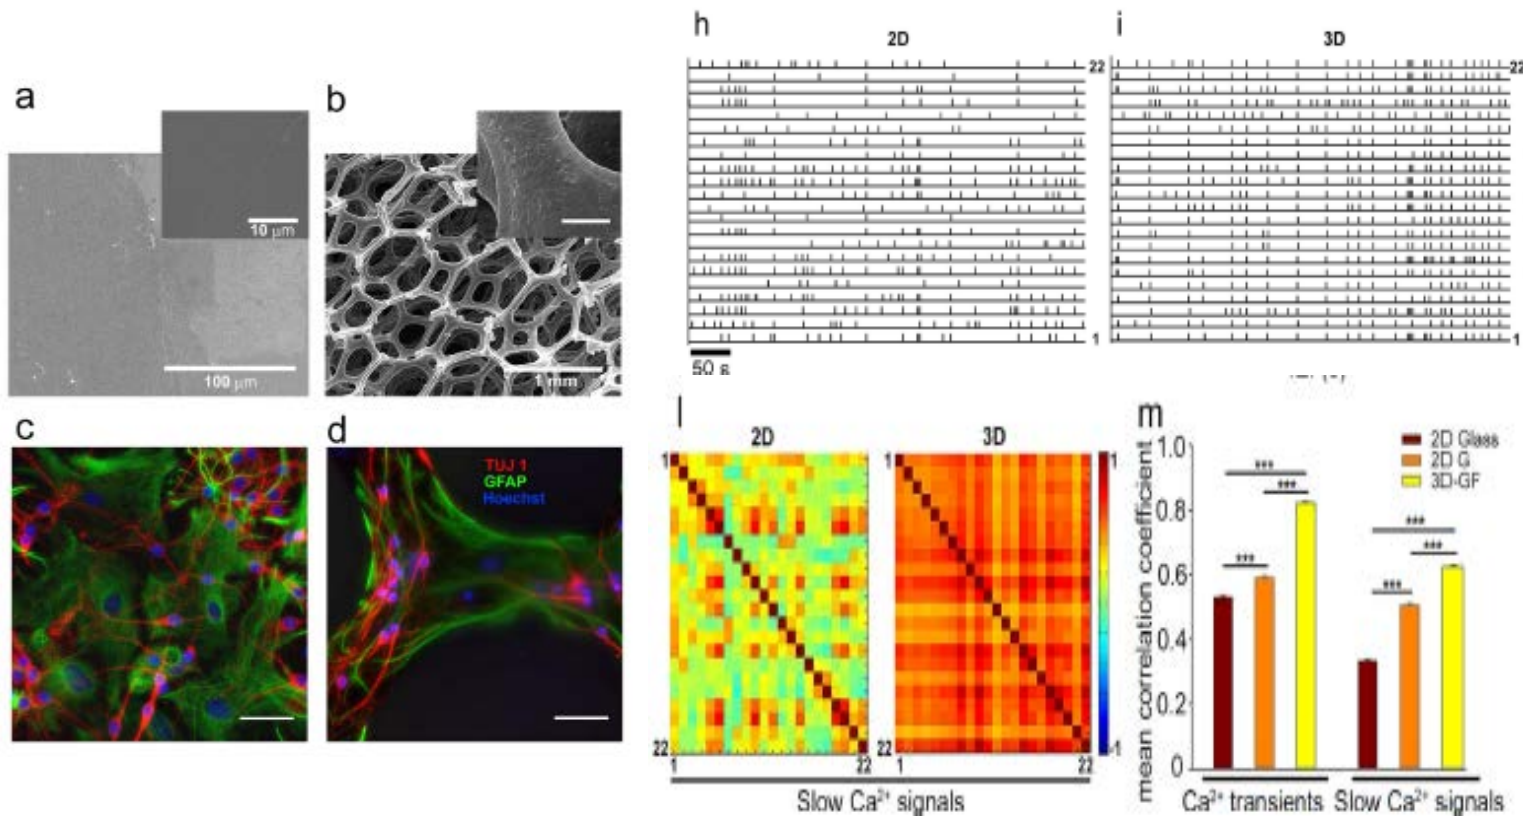 a
b
10 µm
100 µm
1 mm
c
d
TUJ 1
GFAP
Hoechst
h
2D
22
1
50 s
i
3D
22
1
l
2D
3D
1
22
1
22
1
22
1
22
1
-1
Slow Ca²⁺ signals
m
mean correlation coefficient
1.0
0.8
0.6
0.4
0.2
0
2D Glass
2D G
3D-GF
***
***
***
***
***
***
Ca²⁺ transients
Slow Ca²⁺ signals